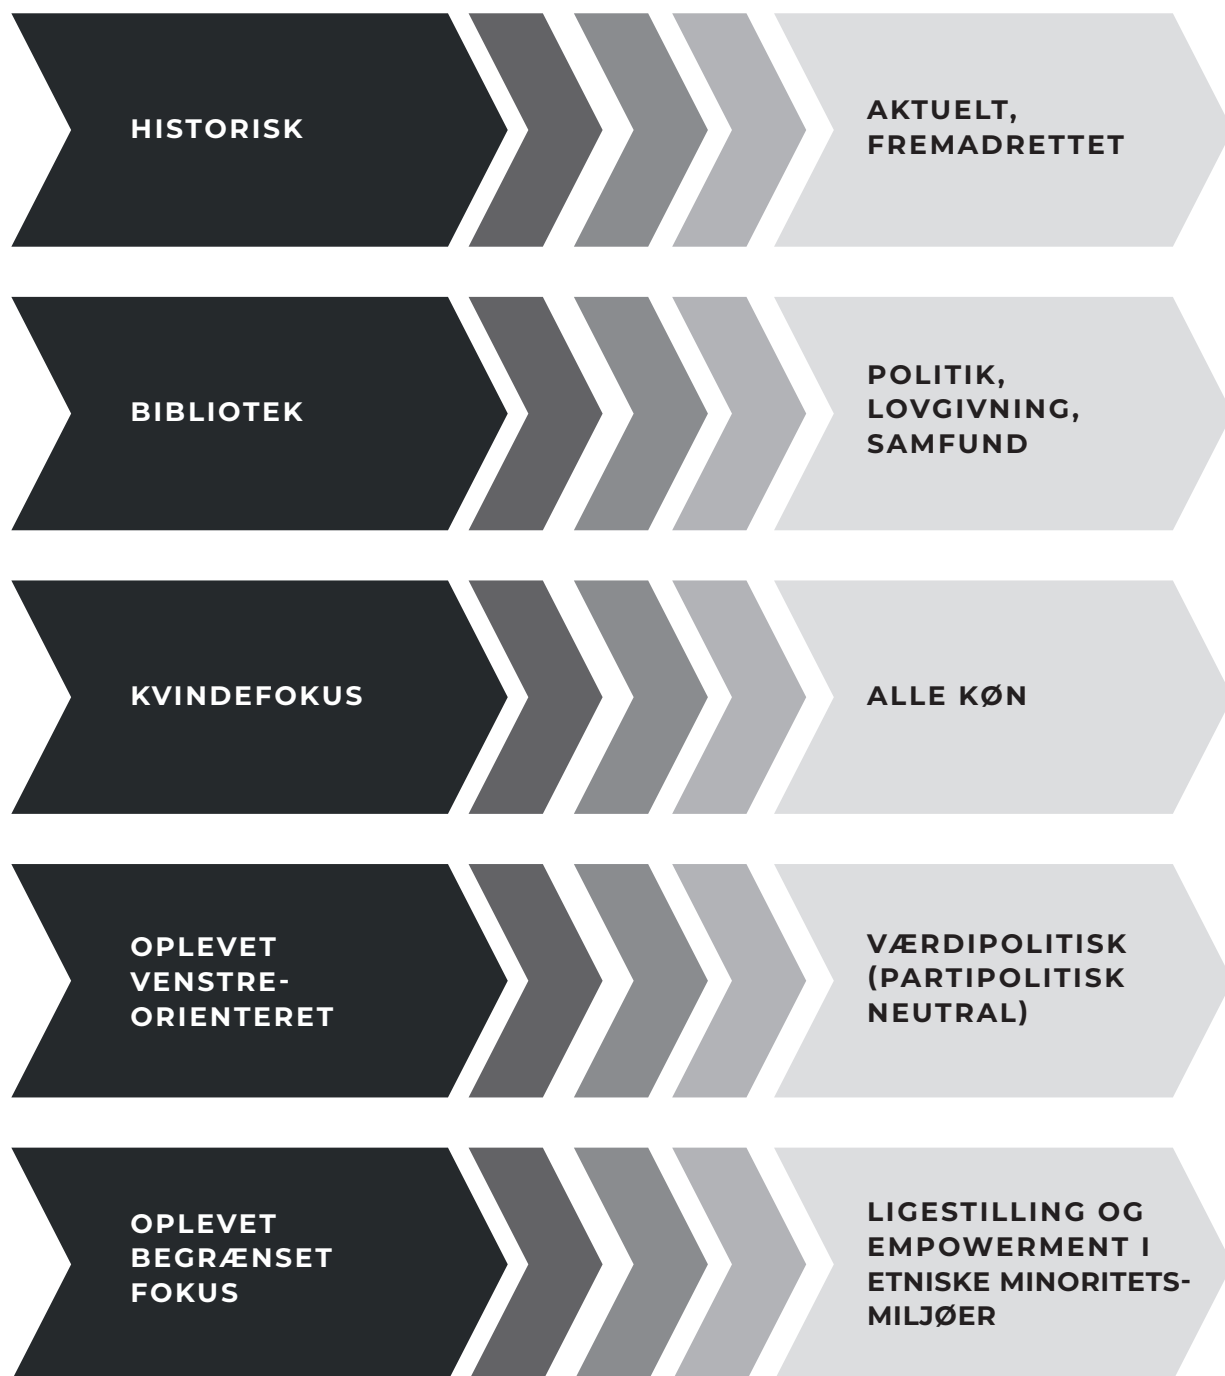 HISTORISK
AKTUELT,
FREMADRETTET
BIBLIOTEK
POLITIK,
LOVGIVNING,
SAMFUND
KVINDEFOKUS
ALLE KØN
OPLEVET
VENSTRE-
ORIENTERET
VÆRDIPOLITISK
(PARTIPOLITISK
NEUTRAL)
OPLEVET
BEGRÆNSET
FOKUS
LIGESTILLING OG
EMPOWERMENT I
ETNISKE MINORITETS-
MILJØER